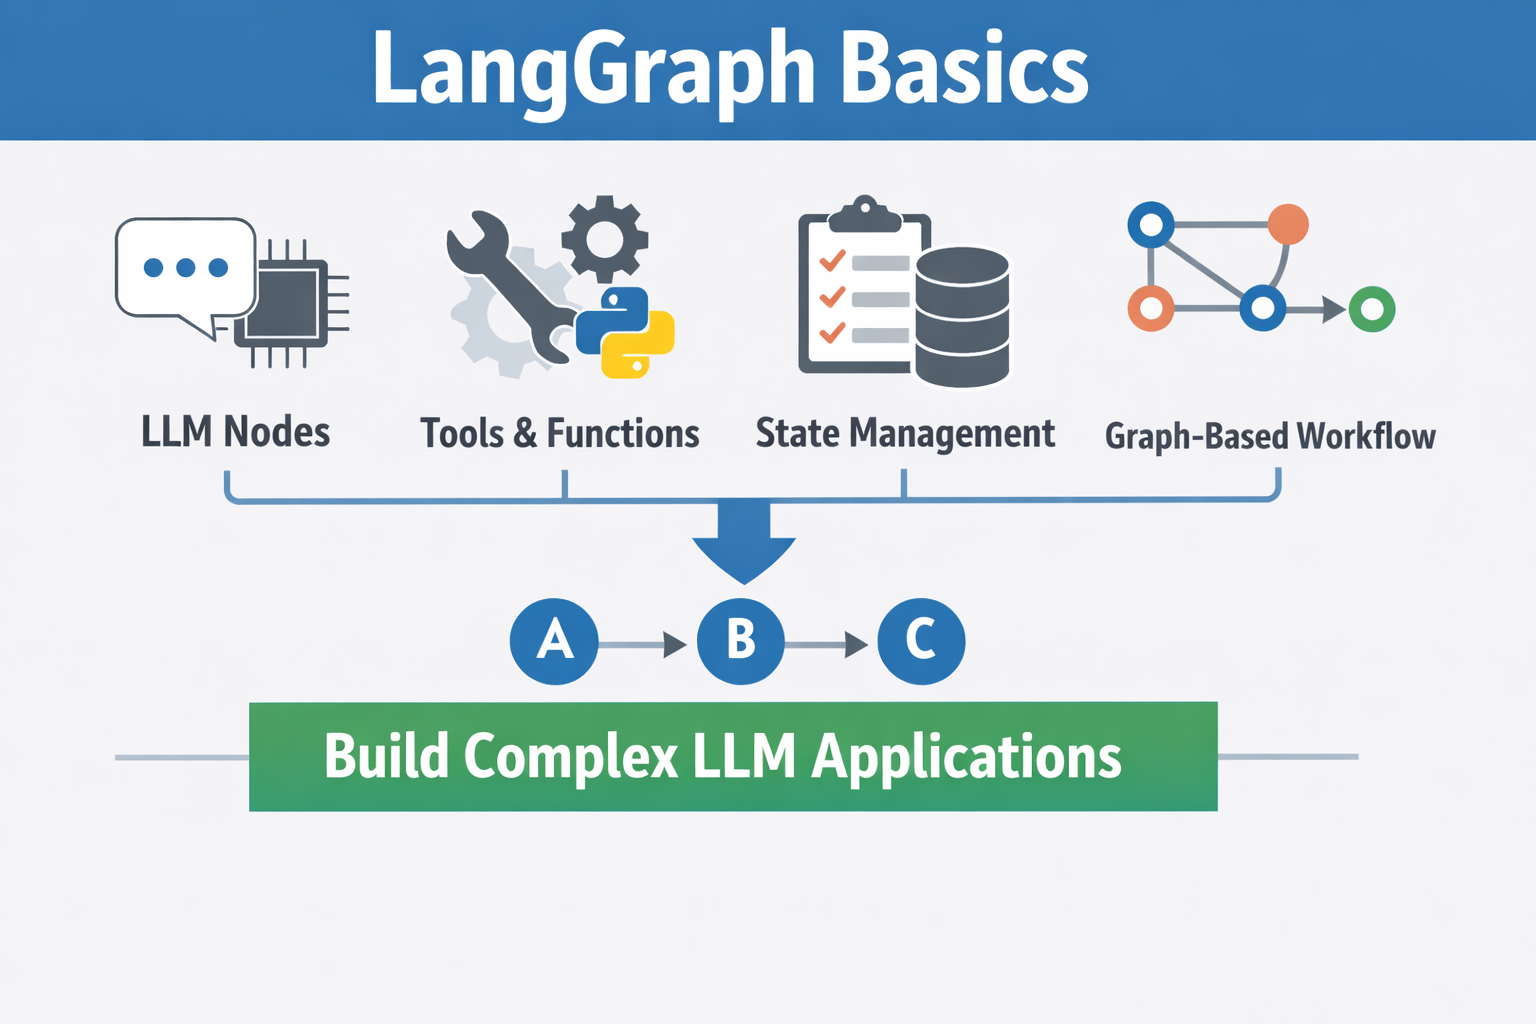 LangGraph Basics
LLM Nodes
Tools & Functions
State Management
Graph-Based Workflow
A
B
C
Build Complex LLM Applications